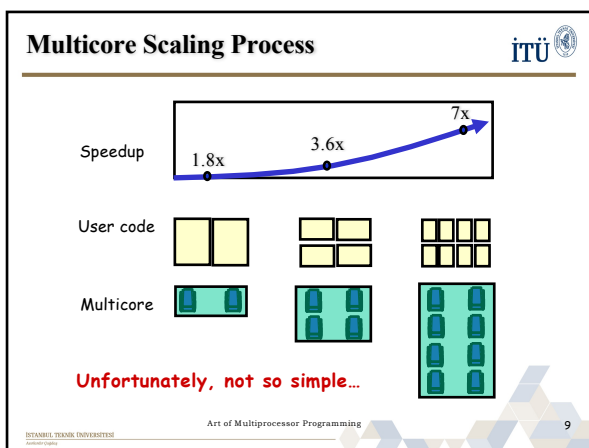 Multicore Scaling Process
İTÜ
7x
3.6x
1.8x
Speedup
User code
Multicore
Unfortunately, not so simple…
Art of Multiprocessor Programming
9
İSTANBUL TEKNİK ÜNİVERSİTESİ